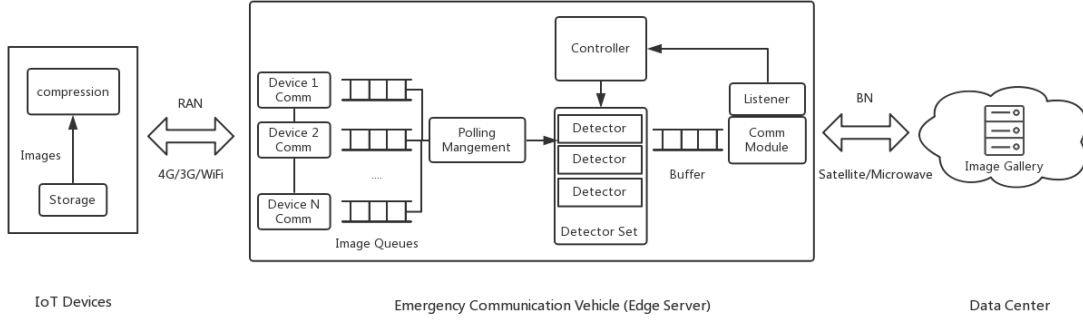 compression
Images
Storage
RAN
4G/3G/WiFi
Device 1
Comm
Device 2
Comm
....
Device N
Comm
Image Queues
Polling
Mangement
Controller
Detector
Detector
Detector
Detector Set
Buffer
Listener
Comm
Module
BN
Satellite/Microwave
Image Gallery
IoT Devices
Emergency Communication Vehicle (Edge Server)
Data Center